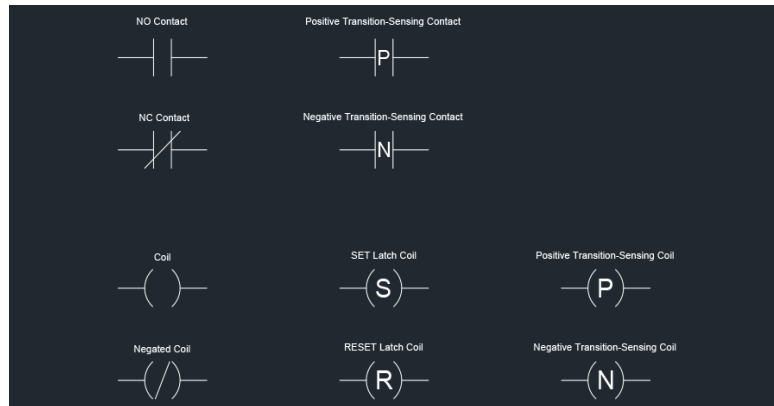 NO Contact
Positive Transition-Sensing Contact
P
NC Contact
Negative Transition-Sensing Contact
N
Coil
SET Latch Coil
Positive Transition-Sensing Coil
S
P
Negated Coil
RESET Latch Coil
Negative Transition-Sensing Coil
R
N